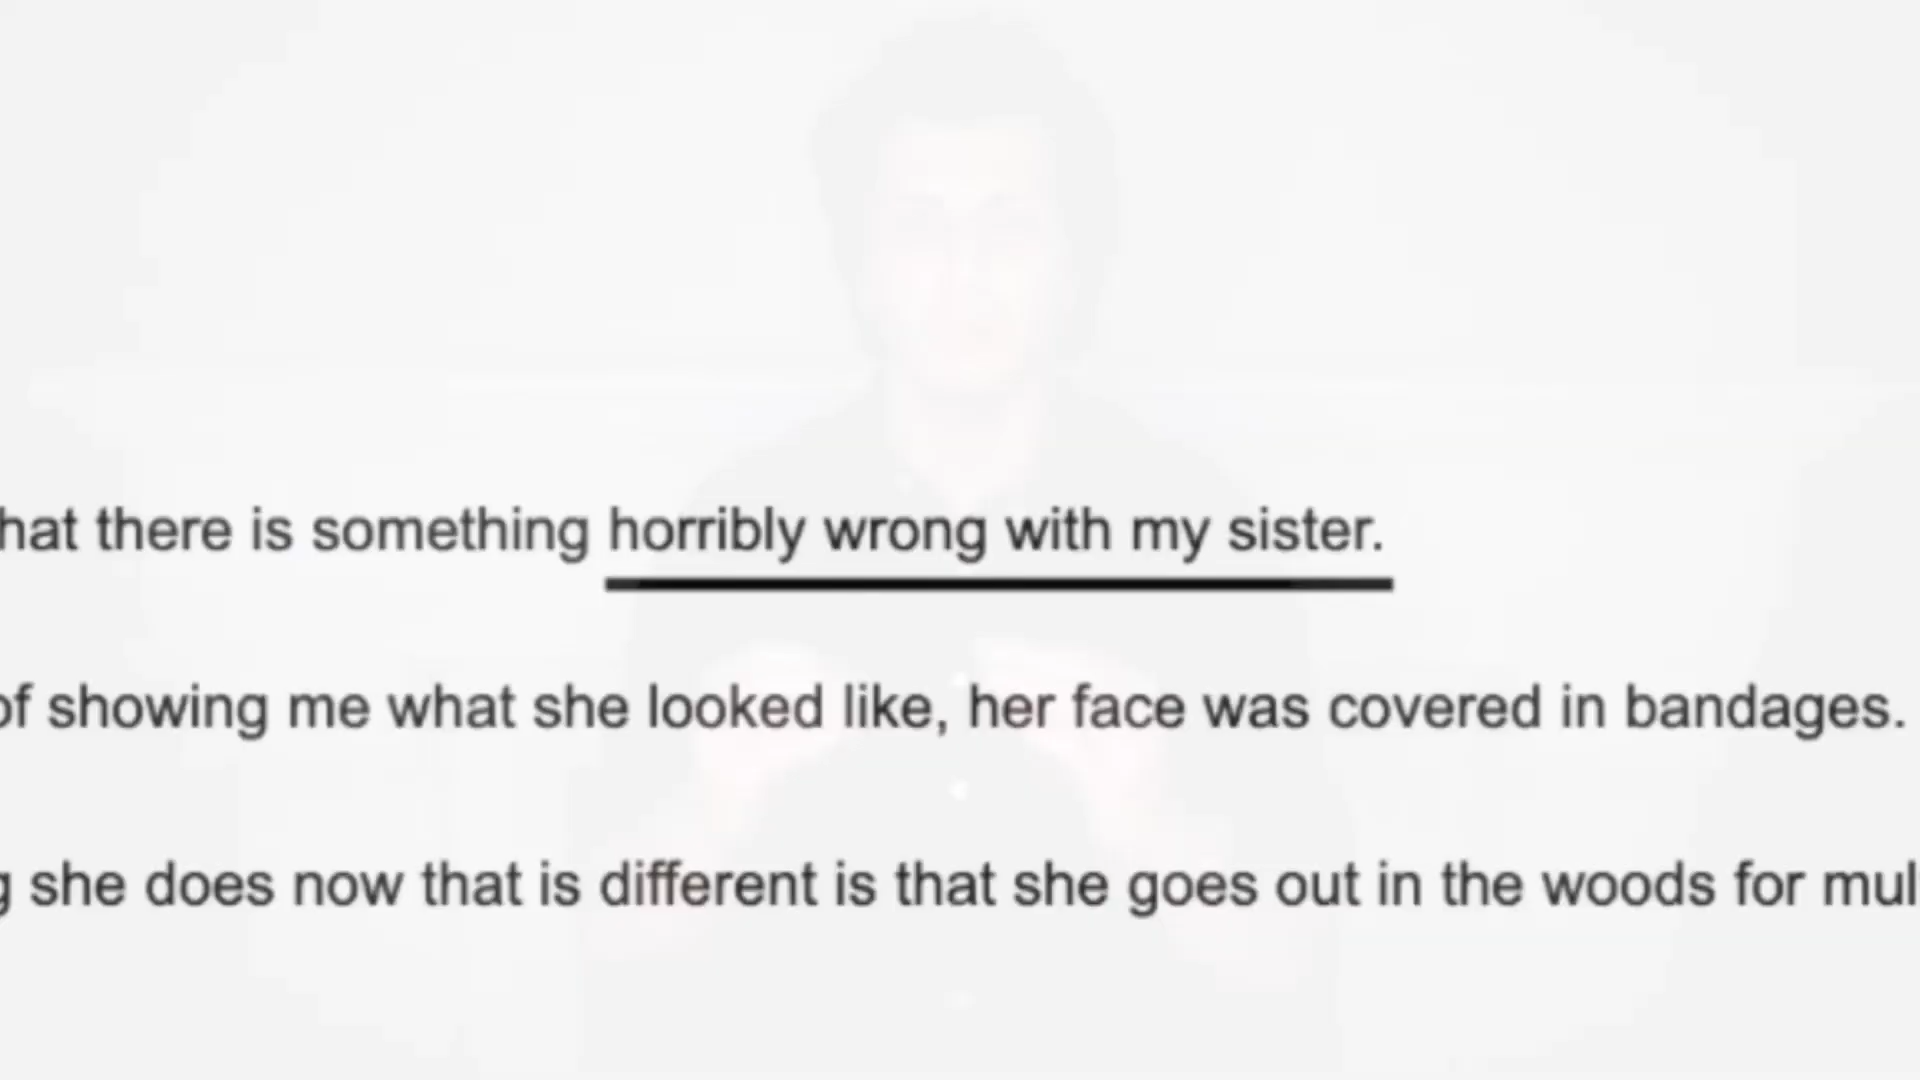 hat there is something horribly wrong with my sister.
of showing me what she looked like, her face was covered in bandages.
g she does now that is different is that she goes out in the woods for mul